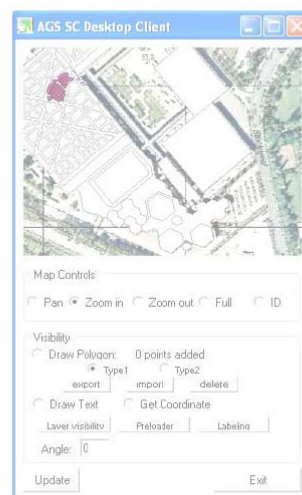 AGS SC Desktop Client
Map Controls
Pan Zoom in Zoom out Full ID
Visibility
Draw Polygon: 0 points added
Type1 Type2
export import delete
Draw Text Get Coordinate
Layer visibility Preloader Labeling
Angle: 0
Update Exit